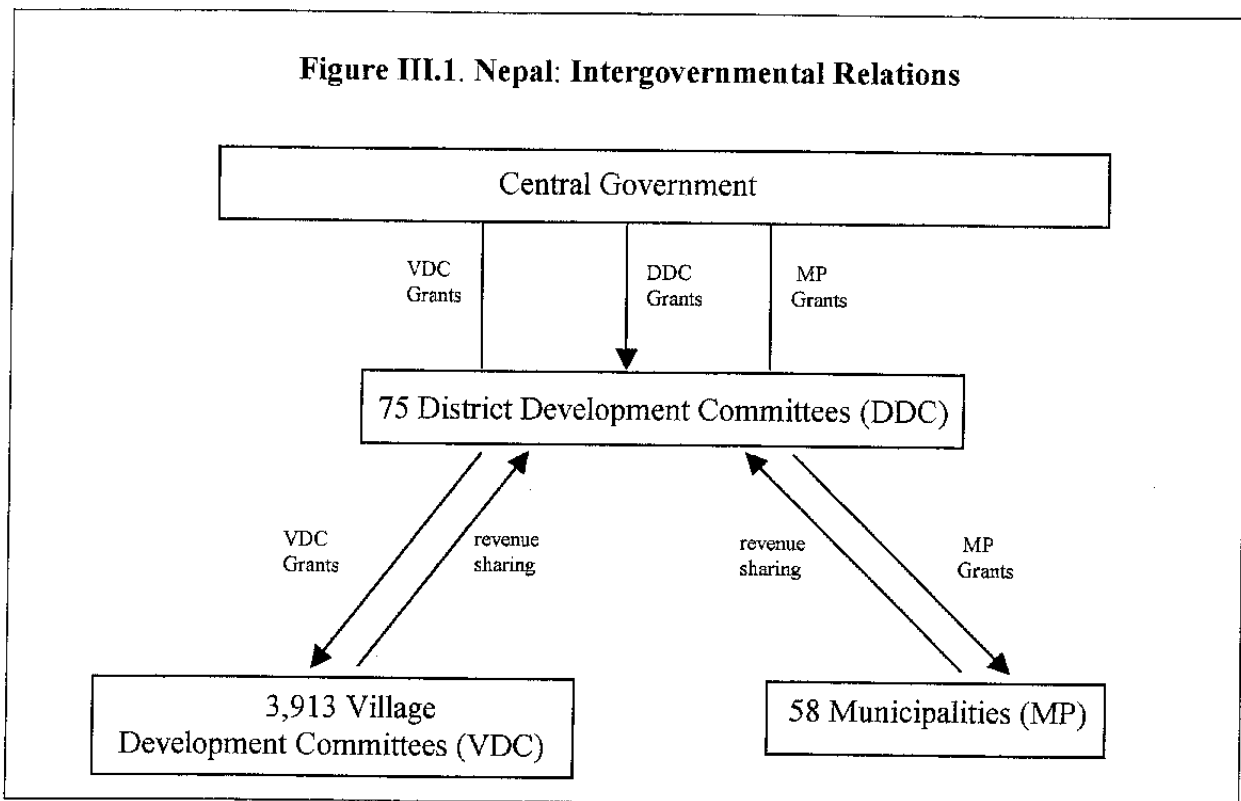 Figure III.1. Nepal: Intergovernmental Relations
Central Government
VDC
Grants
DDC
Grants
MP
Grants
75 District Development Committees (DDC)
VDC
Grants
revenue
sharing
revenue
sharing
MP
Grants
3,913 Village
Development Committees (VDC)
58 Municipalities (MP)